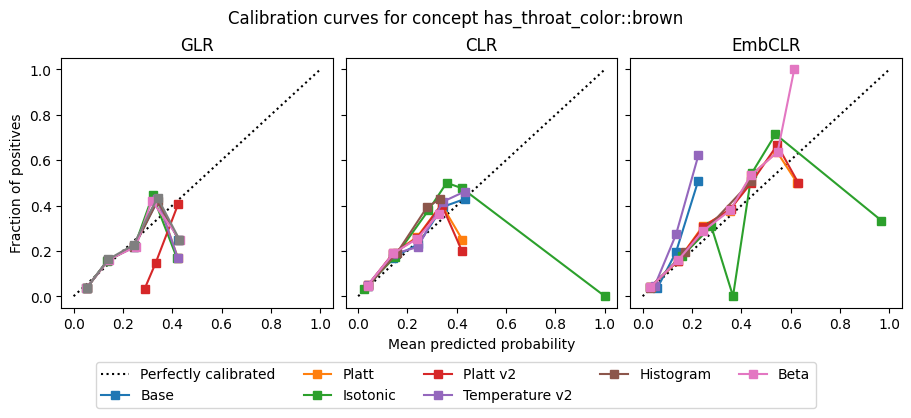 Calibration curves for concept has_throat_color::brown
GLR
CLR
EmbCLR
Fraction of positives
1.0
0.8
0.6
0.4
0.2
0.0
0.0 0.2 0.4 0.6 0.8 1.0
0.0 0.2 0.4 0.6 0.8 1.0
0.0 0.2 0.4 0.6 0.8 1.0
Mean predicted probability
Perfectly calibrated
Base
Platt
Isotonic
Platt v2
Temperature v2
Histogram
Beta